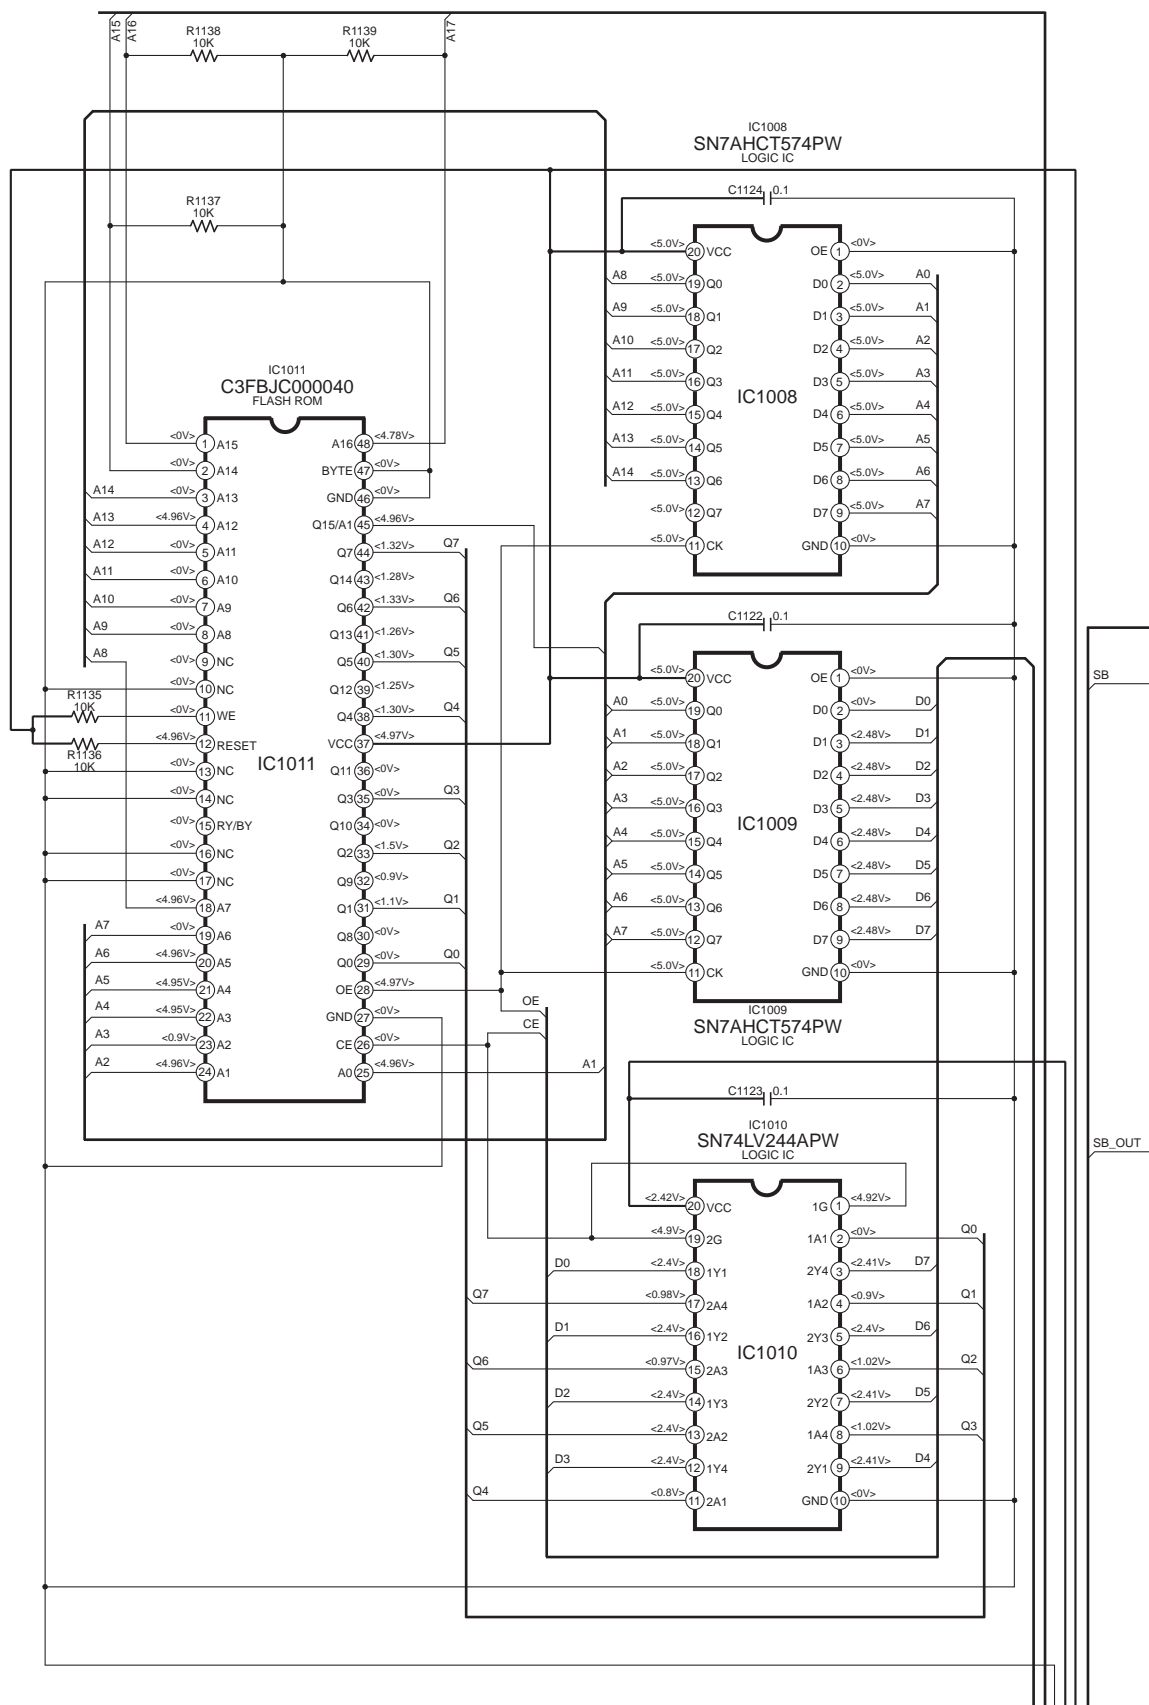 A15
A16
R1138
10K
R1139
10K
A17
IC1008
SN7AHCT574PW
LOGIC IC
C1124 0.1
R1137
10K
<5.0V> 20 VCC OE 1 <0V>
A8 <5.0V> 19 Q0 D0 2 <5.0V> A0
A9 <5.0V> 18 Q1 D1 3 <5.0V> A1
A10 <5.0V> 17 Q2 D2 4 <5.0V> A2
A11 <5.0V> 16 Q3 D3 5 <5.0V> A3
IC1008
A12 <5.0V> 15 Q4 D4 6 <5.0V> A4
A13 <5.0V> 14 Q5 D5 7 <5.0V> A5
A14 <5.0V> 13 Q6 D6 8 <5.0V> A6
<5.0V> 12 Q7 D7 9 <5.0V> A7
<5.0V> 11 CK GND 10 <0V>
IC1011
C3FBJC000040
FLASH ROM
<0V> 1 A15 A16 48 <4.78V>
<0V> 2 A14 BYTE 47 <0V>
A14 <0V> 3 A13 GND 46 <0V>
A13 <4.96V> 4 A12 Q15/A1 45 <4.96V>
A12 <0V> 5 A11 Q7 44 <1.32V> Q7
A11 <0V> 6 A10 Q14 43 <1.28V>
A10 <0V> 7 A9 Q6 42 <1.33V> Q6
A9 <0V> 8 A8 Q13 41 <1.26V>
A8 <0V> 9 NC Q5 40 <1.30V> Q5
<0V> 10 NC Q12 39 <1.25V>
R1135
10K
<0V> 11 WE Q4 38 <1.30V> Q4
<4.96V> 12 RESET VCC 37 <4.97V>
R1136
10K
IC1011
<0V> 13 NC Q11 36 <0V>
<0V> 14 NC Q3 35 <0V> Q3
<0V> 15 RY/BY Q10 34 <0V>
<0V> 16 NC Q2 33 <1.5V> Q2
<0V> 17 NC Q9 32 <0.9V>
<4.96V> 18 A7 Q1 31 <1.1V> Q1
A7 <0V> 19 A6 Q8 30 <0V>
A6 <4.96V> 20 A5 Q0 29 <0V> Q0
A5 <4.95V> 21 A4 OE 28 <4.97V>
A4 <4.95V> 22 A3 GND 27 <0V>
A3 <0.9V> 23 A2 CE 26 <0V>
A2 <4.96V> 24 A1 A0 25 <4.96V> A1
OE
CE
C1122 0.1
<5.0V> 20 VCC OE 1 <0V>
A0 <5.0V> 19 Q0 D0 2 <0V> D0
A1 <5.0V> 18 Q1 D1 3 <2.48V> D1
A2 <5.0V> 17 Q2 D2 4 <2.48V> D2
A3 <5.0V> 16 Q3 D3 5 <2.48V> D3
IC1009
A4 <5.0V> 15 Q4 D4 6 <2.48V> D4
A5 <5.0V> 14 Q5 D5 7 <2.48V> D5
A6 <5.0V> 13 Q6 D6 8 <2.48V> D6
A7 <5.0V> 12 Q7 D7 9 <2.48V> D7
<5.0V> 11 CK GND 10 <0V>
IC1009
SN7AHCT574PW
LOGIC IC
SB
C1123 0.1
IC1010
SN74LV244APW
LOGIC IC
SB_OUT
<2.42V> 20 VCC 1G 1 <4.92V>
<4.9V> 19 2G 1A1 2 <0V> Q0
D0 <2.4V> 18 1Y1 2Y4 3 <2.41V> D7
Q7 <0.98V> 17 2A4 1A2 4 <0.9V> Q1
D1 <2.4V> 16 1Y2 2Y3 5 <2.4V> D6
IC1010
Q6 <0.97V> 15 2A3 1A3 6 <1.02V> Q2
D2 <2.4V> 14 1Y3 2Y2 7 <2.41V> D5
Q5 <2.4V> 13 2A2 1A4 8 <1.02V> Q3
D3 <2.4V> 12 1Y4 2Y1 9 <2.41V> D4
Q4 <0.8V> 11 2A1 GND 10 <0V>